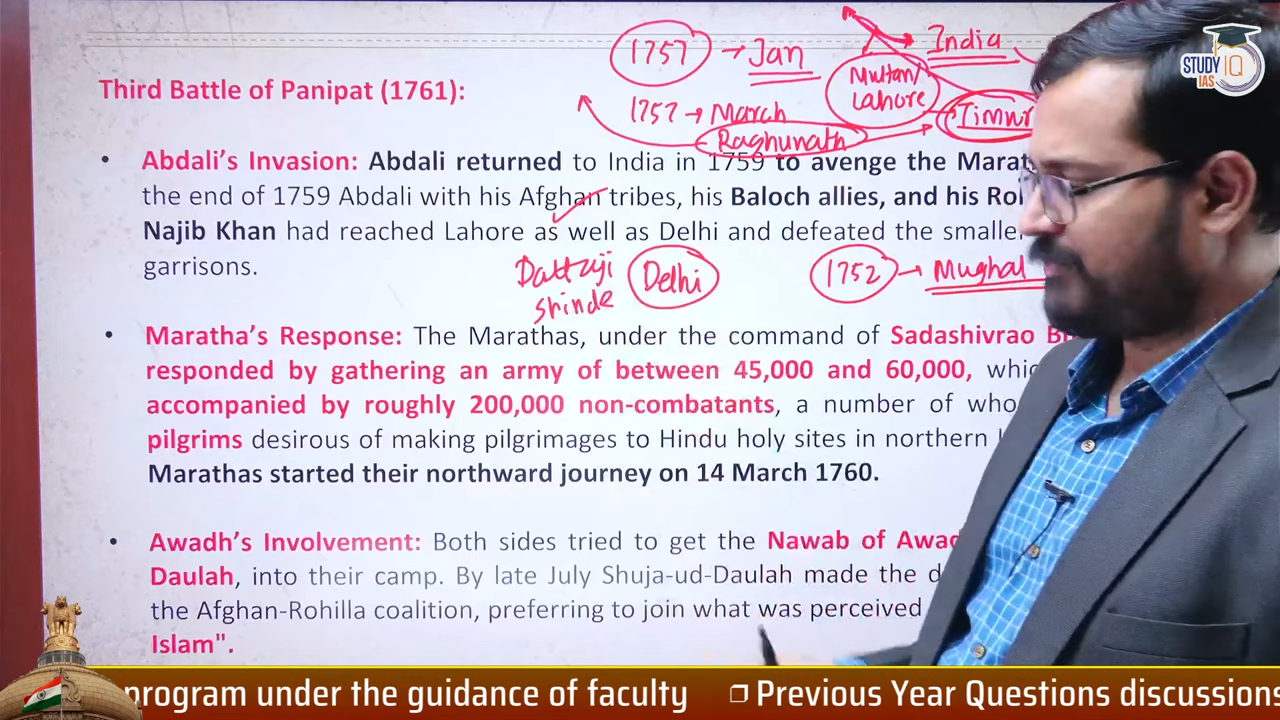 1757 → Jan
India
STUDY IQ
IAS
Multan/
Lahore
Third Battle of Panipat (1761):
1757 → March
Timur
Raghunath
• Abdali's Invasion: Abdali returned to India in 1759 to avenge the
the end of 1759 Abdali with his Afghan tribes, his Baloch allies, and his
Najib Khan had reached Lahore as well as Delhi and defeated the
garrisons.
Dattaji
shinde
Delhi
1752 → Mughal
• Maratha's Response: The Marathas, under the command of Sadashivrao
responded by gathering an army of between 45,000 and 60,000,
accompanied by roughly 200,000 non-combatants, a number of
pilgrims desirous of making pilgrimages to Hindu holy sites in northern
Marathas started their northward journey on 14 March 1760.
• Awadh's Involvement: Both sides tried to get the Nawab of
Daulah, into their camp. By late July Shuja-ud-Daulah made the
the Afghan-Rohilla coalition, preferring to join what was perceived
Islam".
program under the guidance of faculty ❐ Previous Year Questions discussions